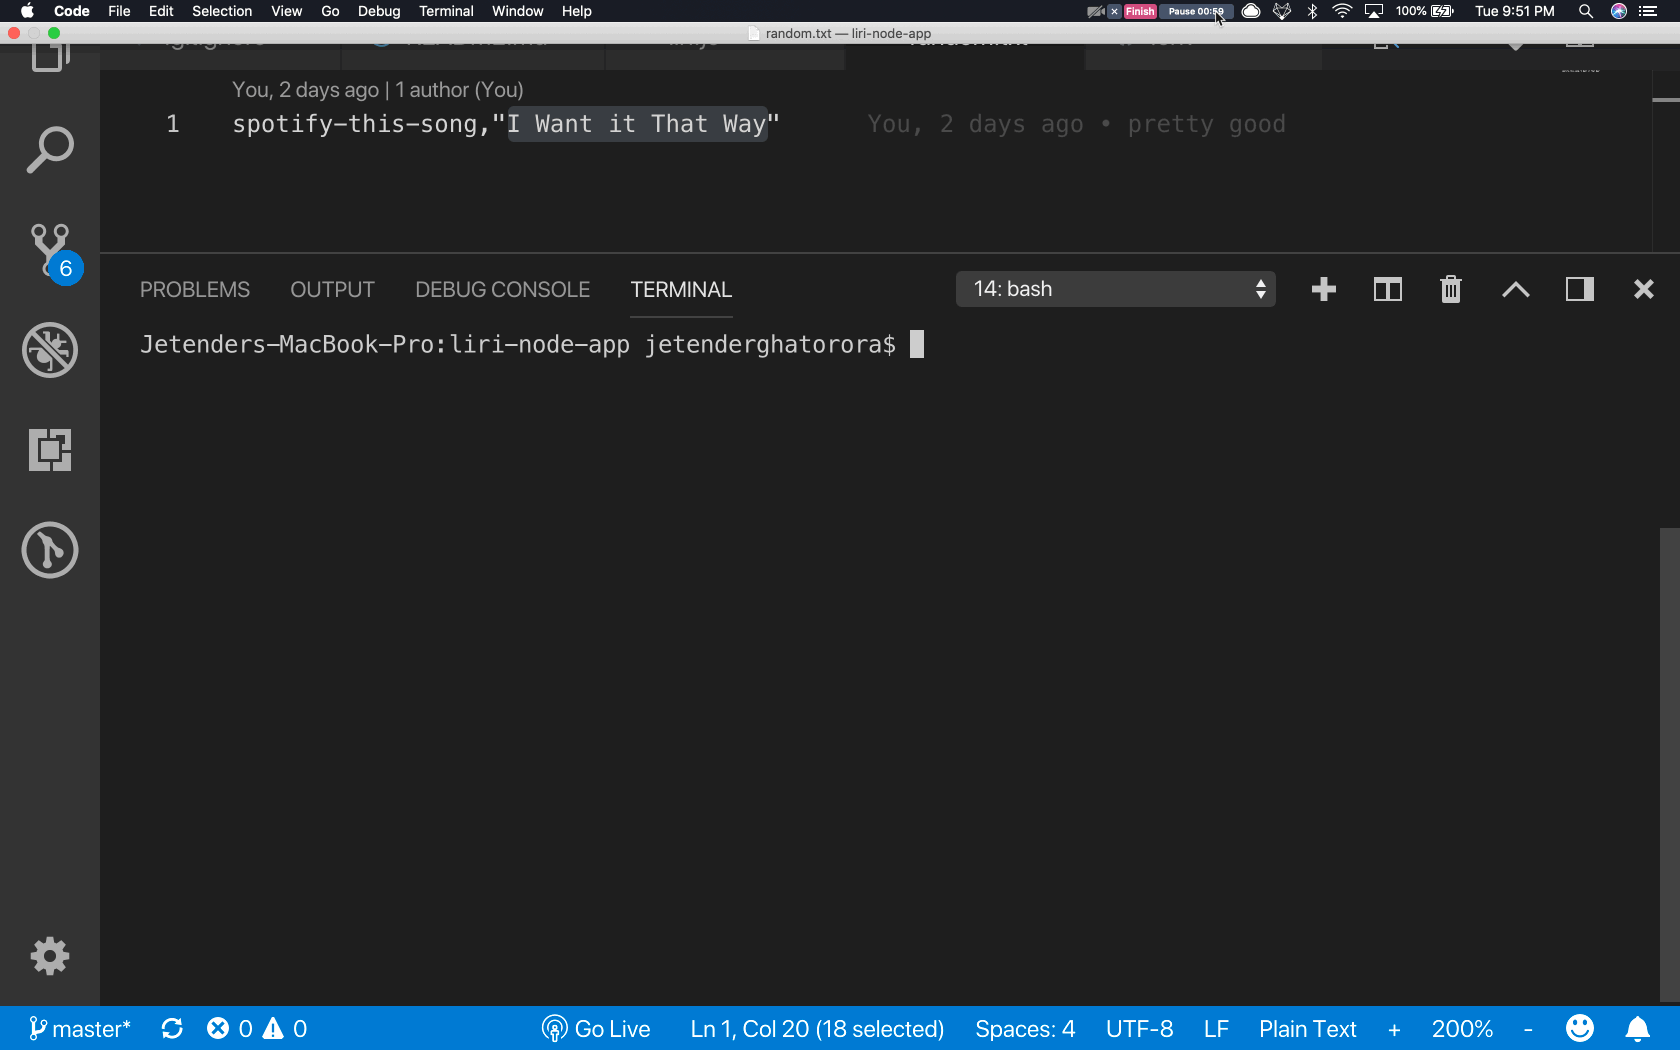 Code File Edit Selection View Go Debug Terminal Window Help Finish Pause 00:59 100% Tue 9:51 PM
random.txt — liri-node-app
You, 2 days ago | 1 author (You)
1 spotify-this-song,"I Want it That Way" You, 2 days ago • pretty good
6
PROBLEMS OUTPUT DEBUG CONSOLE TERMINAL 14: bash
Jetenders-MacBook-Pro:liri-node-app jetenderghatorora$
master* 0 0 Go Live Ln 1, Col 20 (18 selected) Spaces: 4 UTF-8 LF Plain Text + 200% -